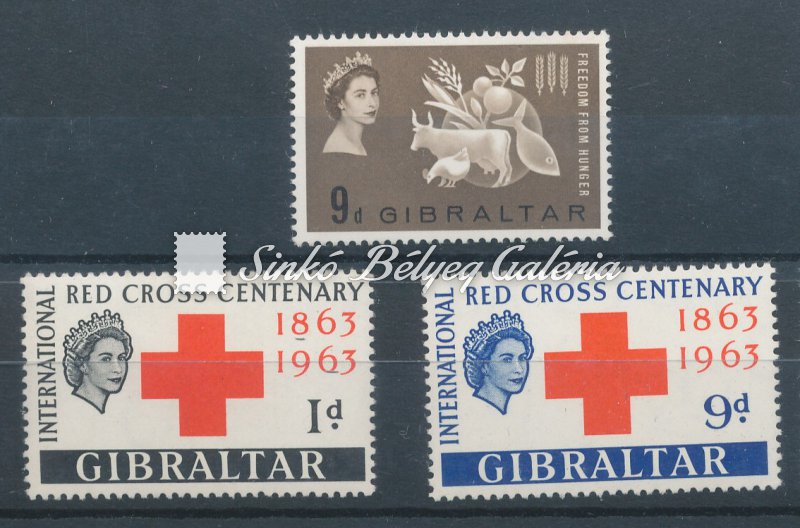 FREEDOM FROM HUNGER
9d GIBRALTAR
Sinkó Bélyeg Galéria
INTERNATIONAL
RED CROSS CENTENARY
1863
1963
1d
GIBRALTAR
INTERNATIONAL
RED CROSS CENTENARY
1863
1963
9d
GIBRALTAR